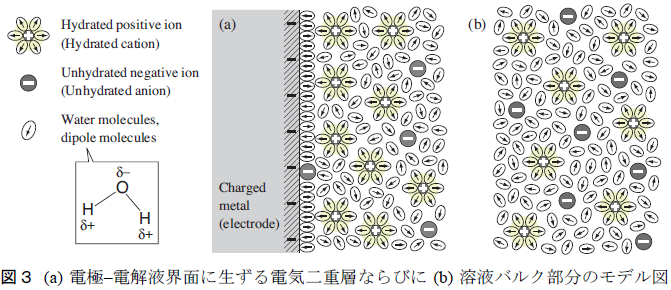 Hydrated positive ion
(Hydrated cation)
Unhydrated negative ion
(Unhydrated anion)
Water molecules,
dipole molecules
δ−
O
H
H
δ+
δ+
(a)
Charged
metal
(electrode)
(b)
図3 (a) 電極–電解液界面に生ずる電気二重層ならびに (b) 溶液バルク部分のモデル図